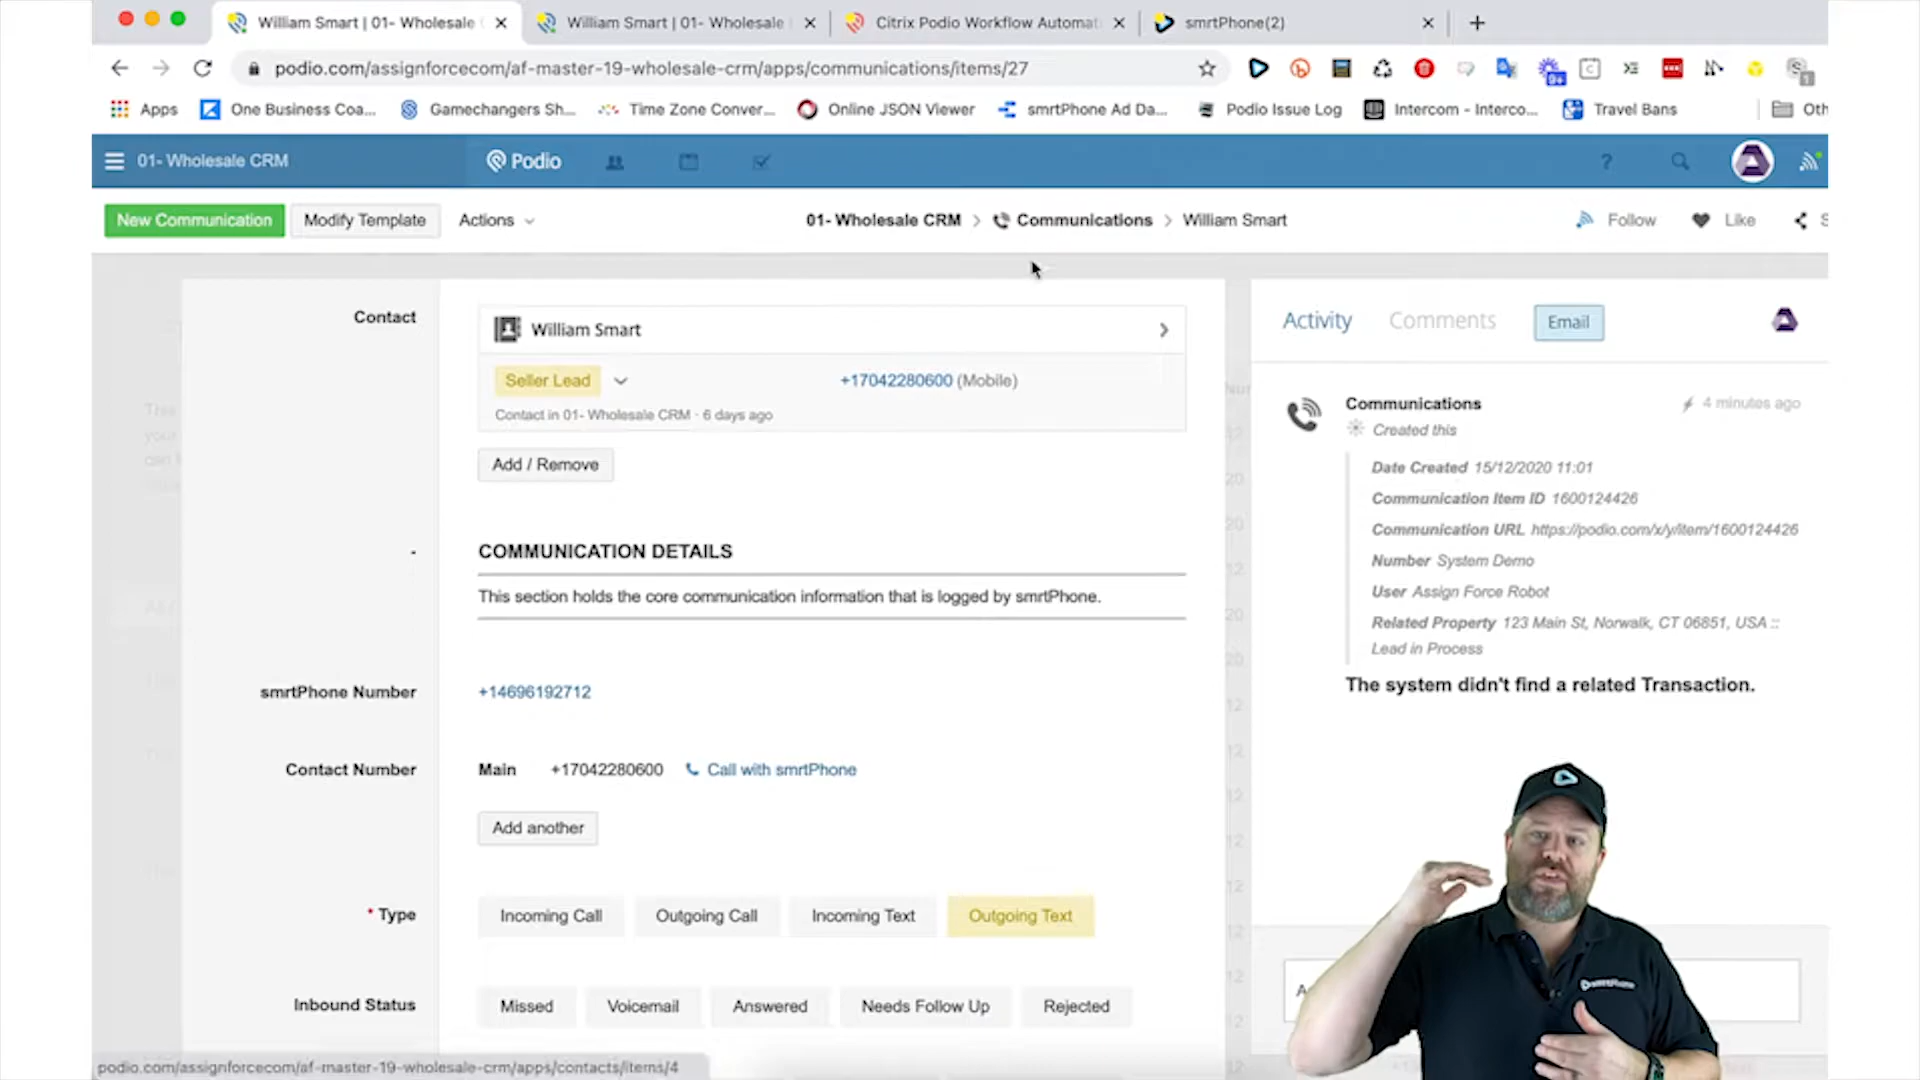 William Smart | 01- Wholesale
William Smart | 01- Wholesale
Citrix Podio Workflow Automat
smrtPhone(2)
podio.com/assignforcecom/af-master-19-wholesale-crm/apps/communications/items/27
Apps
One Business Coa...
Gamechangers Sh...
Time Zone Conver...
Online JSON Viewer
smrtPhone Ad Da...
Podio Issue Log
Intercom - Interco...
Travel Bans
Oth
01- Wholesale CRM
Podio
?
New Communication
Modify Template
Actions
01- Wholesale CRM > Communications > William Smart
Follow
Like
S
Contact
William Smart
Seller Lead
+17042280600 (Mobile)
Contact in 01- Wholesale CRM · 6 days ago
Add / Remove
-
COMMUNICATION DETAILS
This section holds the core communication information that is logged by smrtPhone.
smrtPhone Number
+14696192712
Contact Number
Main +17042280600 Call with smrtPhone
Add another
* Type
Incoming Call
Outgoing Call
Incoming Text
Outgoing Text
Inbound Status
Missed
Voicemail
Answered
Needs Follow Up
Rejected
Activity
Comments
Email
Communications
4 minutes ago
Created this
Date Created 15/12/2020 11:01
Communication Item ID 1600124426
Communication URL https://podio.com/x/y/item/1600124426
Number System Demo
User Assign Force Robot
Related Property 123 Main St, Norwalk, CT 06851, USA ::
Lead in Process
The system didn't find a related Transaction.
podio.com/assignforcecom/af-master-19-wholesale-crm/apps/contacts/items/4